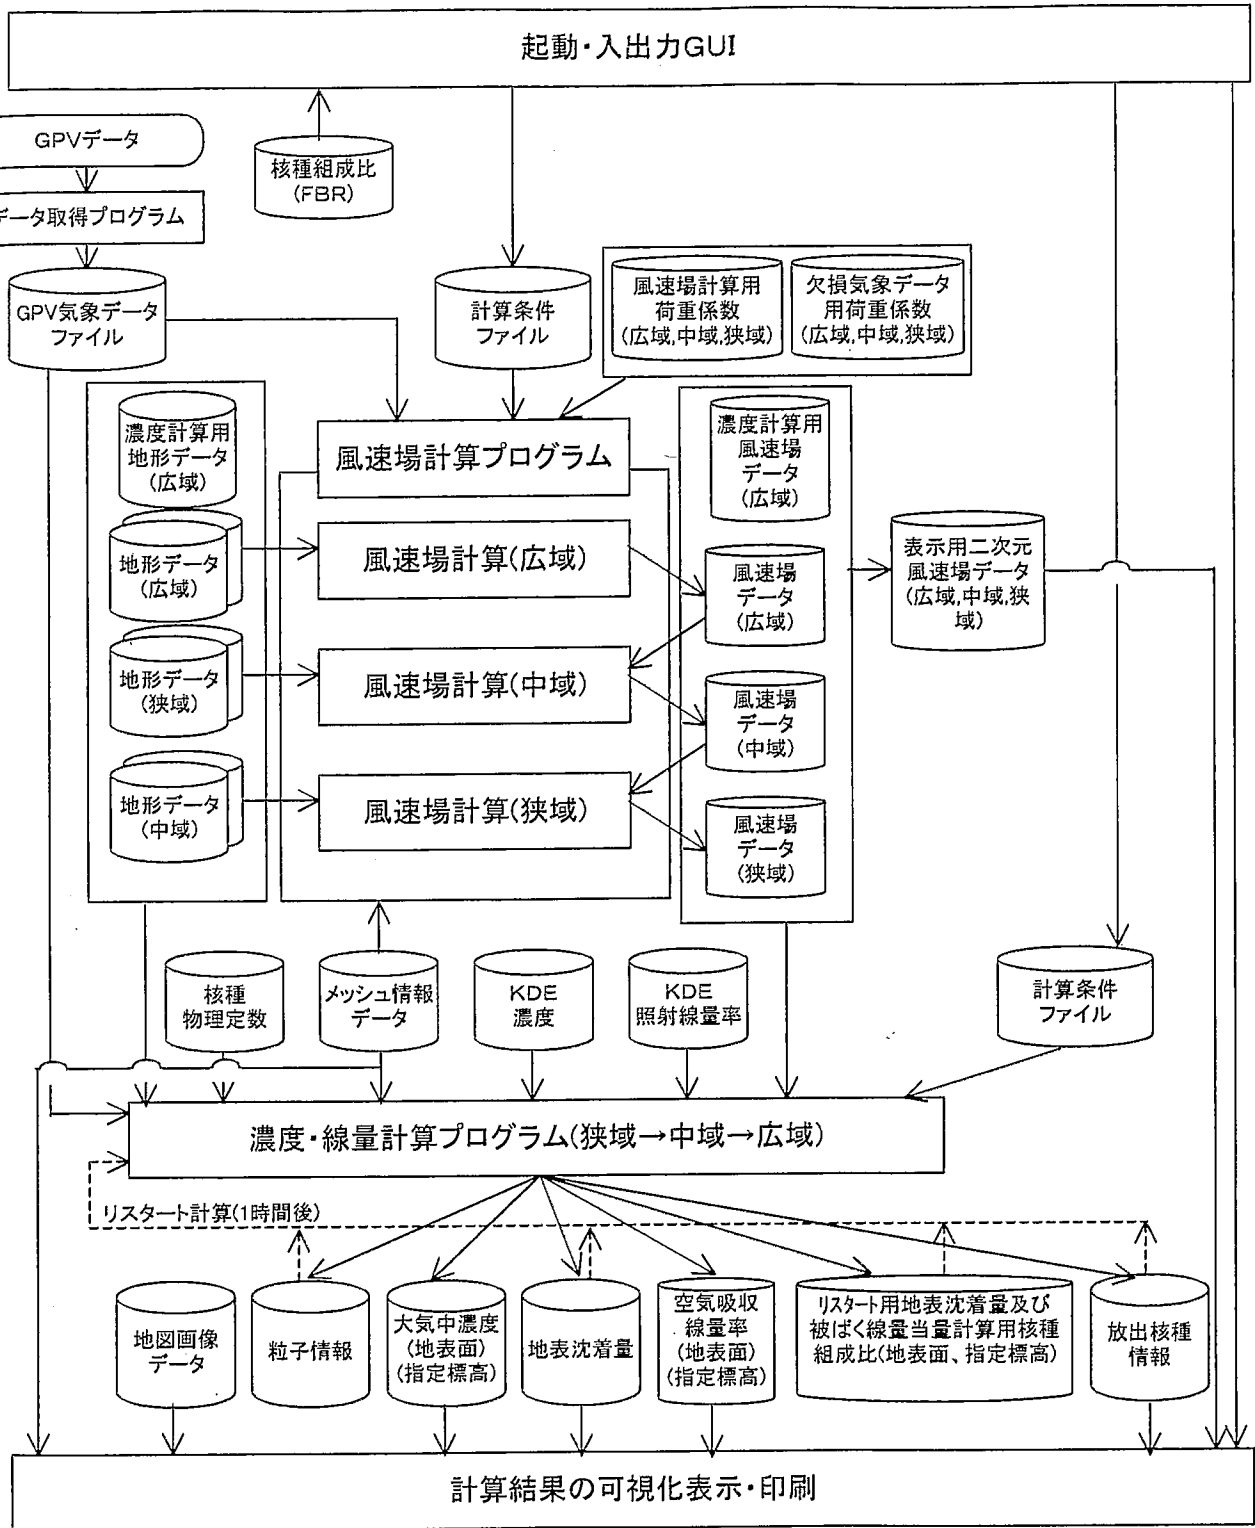 起動・入出力GUI
GPVデータ
データ取得プログラム
核種組成比
(FBR)
GPV気象データ
ファイル
計算条件
ファイル
風速場計算用
荷重係数
(広域,中域,狭域)
欠損気象データ
用荷重係数
(広域,中域,狭域)
濃度計算用
地形データ
(広域)
地形データ
(広域)
地形データ
(狭域)
地形データ
(中域)
風速場計算プログラム
風速場計算(広域)
風速場計算(中域)
風速場計算(狭域)
濃度計算用
風速場
データ
(広域)
風速場
データ
(広域)
風速場
データ
(中域)
風速場
データ
(狭域)
表示用二次元
風速場データ
(広域,中域,狭
域)
核種
物理定数
メッシュ情報
データ
KDE
濃度
KDE
照射線量率
計算条件
ファイル
濃度・線量計算プログラム(狭域→中域→広域)
リスタート計算(1時間後)
地図画像
データ
粒子情報
大気中濃度
(地表面)
(指定標高)
地表沈着量
空気吸収
線量率
(地表面)
(指定標高)
リスタート用地表沈着量及び
被ばく線量当量計算用核種
組成比(地表面、指定標高)
放出核種
情報
計算結果の可視化表示・印刷